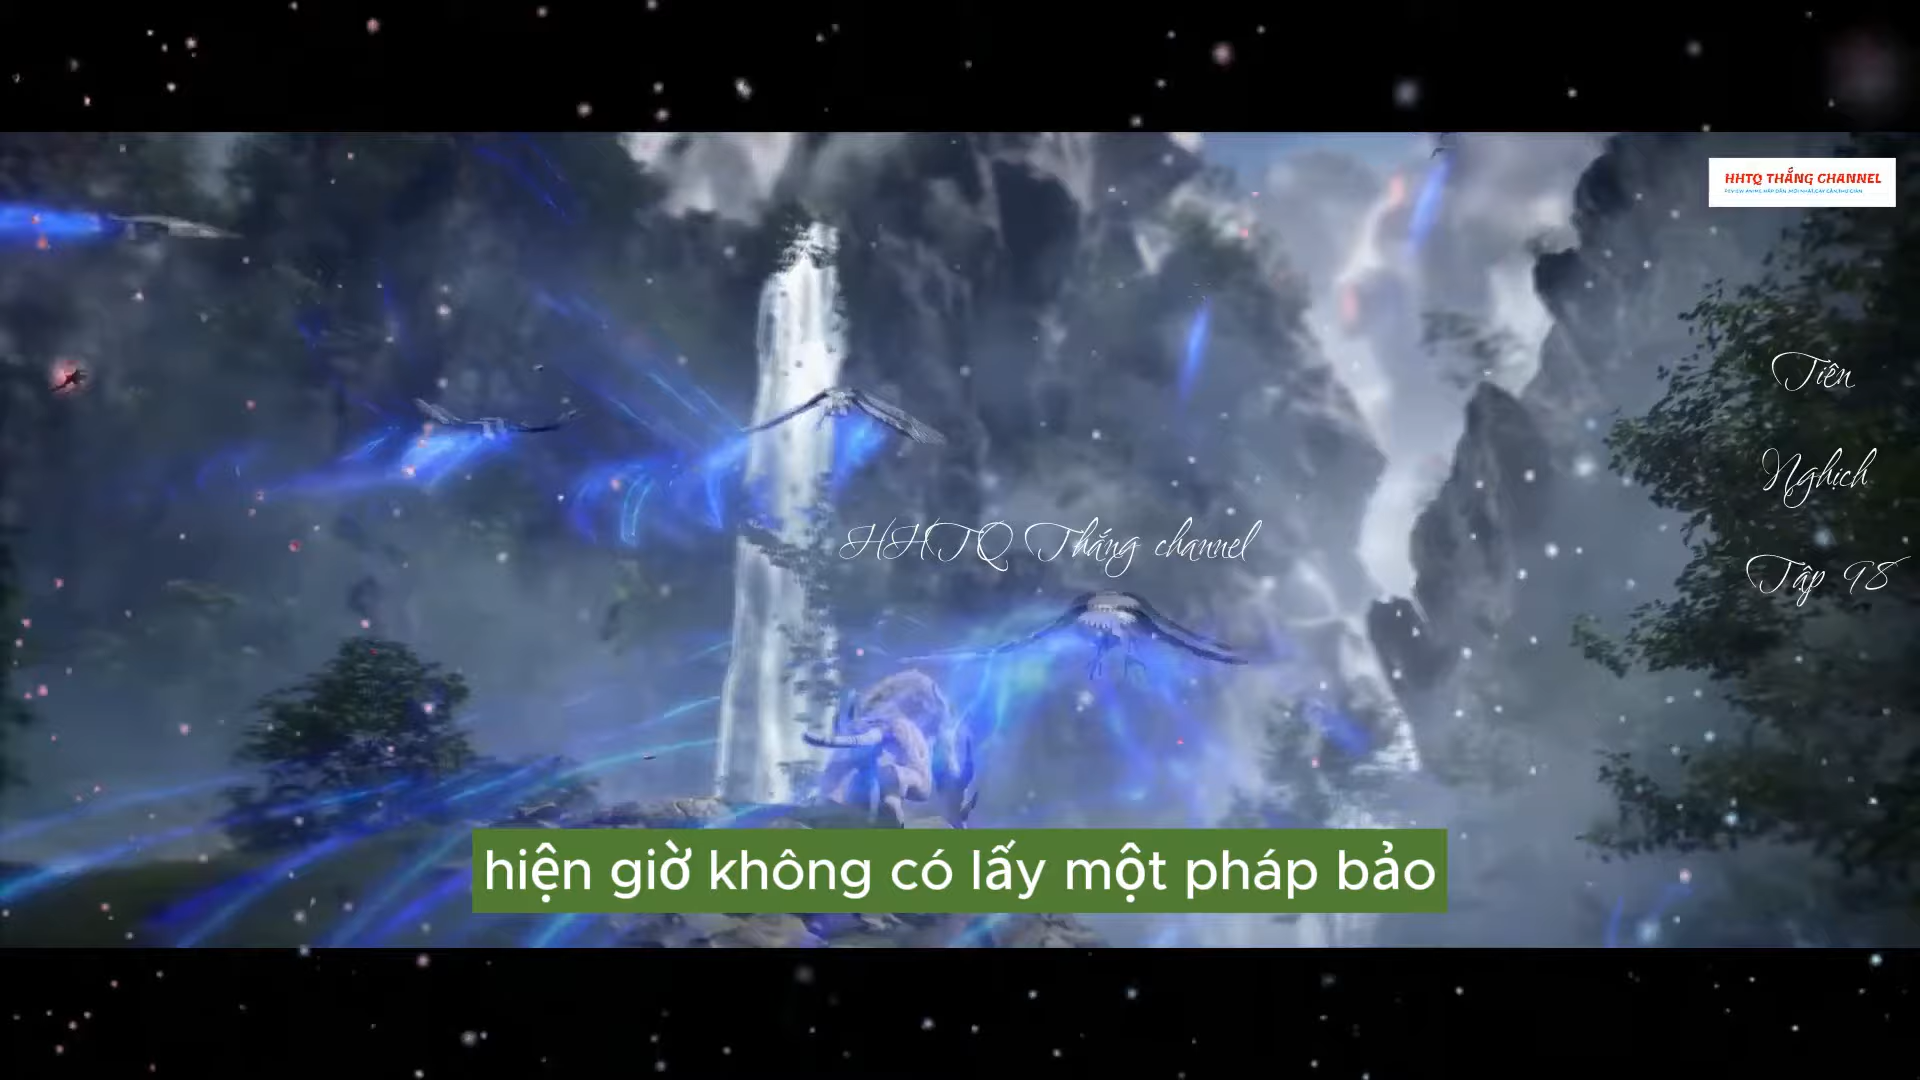 HHTQ THẮNG CHANNEL
Tiên
Nghịch
HHTQ Thắng channel
Tập 98
hiện giờ không có lấy một pháp bảo